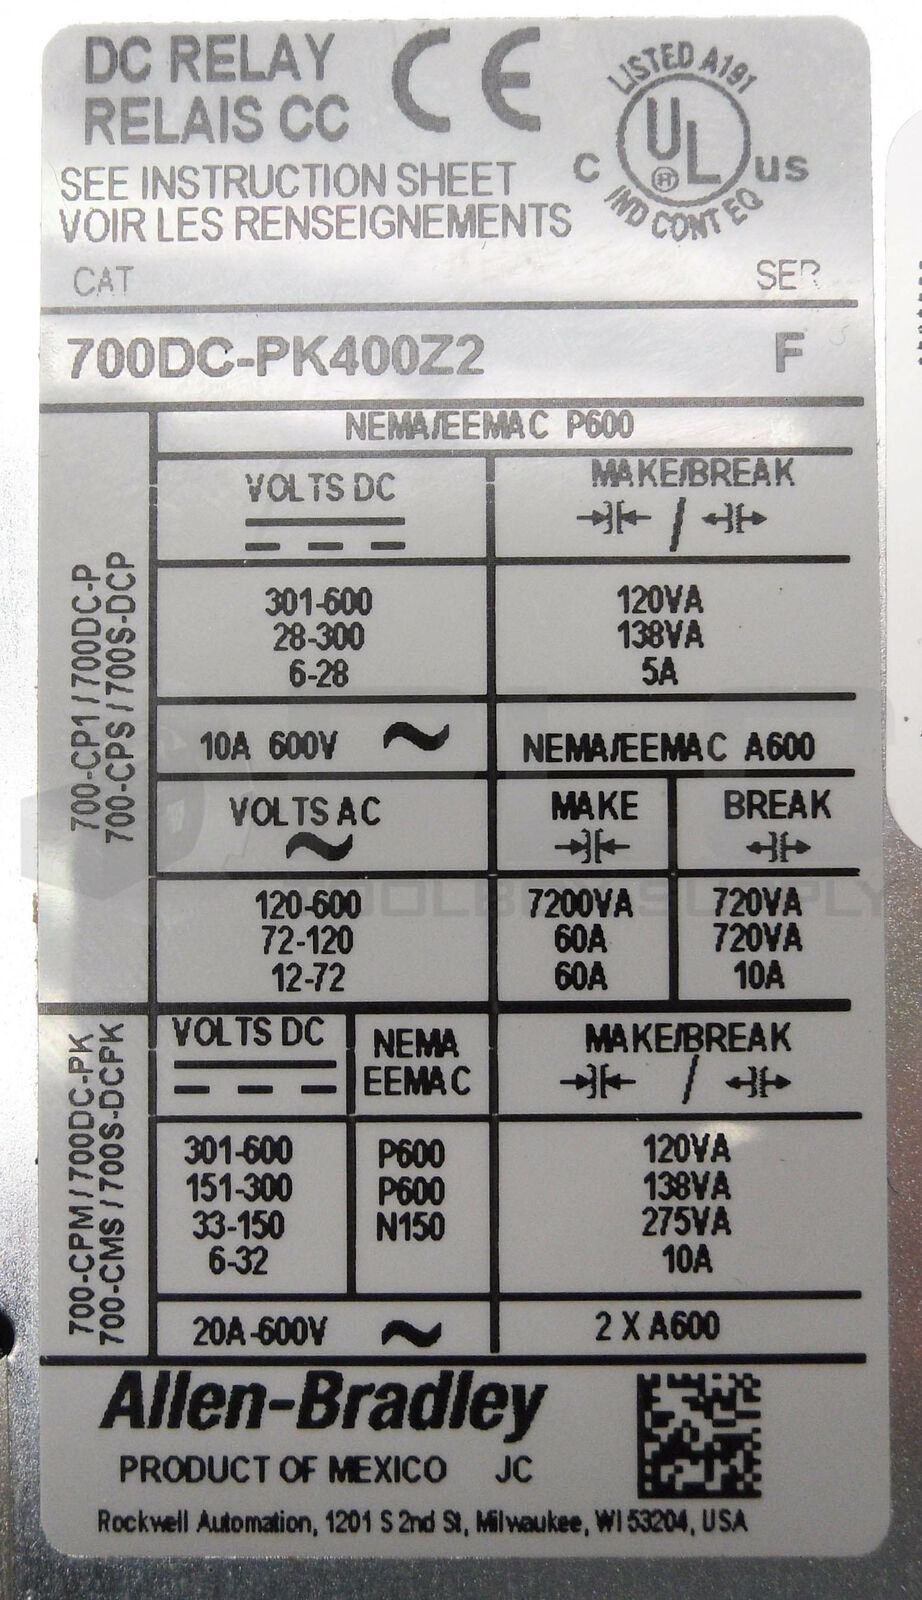 DC RELAY
RELAIS CC
CE
LISTED A191
C UL US
IND CONT EQ
SEE INSTRUCTION SHEET
VOIR LES RENSEIGNEMENTS
CAT SER
700DC-PK400Z2 F
700-CP1 / 700DC-P
700-CPS / 700S-DCP
NEMA/EEMAC P600
VOLTS DC MAKE/BREAK
/
301-600 120VA
28-300 138VA
6-28 5A
10A 600V ~ NEMA/EEMAC A600
VOLTS AC MAKE BREAK
~
120-600 7200VA 720VA
72-120 60A 720VA
12-72 60A 10A
700-CPM / 700DC-PK
700-CMS / 700S-DCPK
VOLTS DC NEMA MAKE/BREAK
EEMAC /
301-600 P600 120VA
151-300 P600 138VA
33-150 N150 275VA
6-32 10A
20A-600V ~ 2 X A600
Allen-Bradley
PRODUCT OF MEXICO JC
Rockwell Automation, 1201 S 2nd St, Milwaukee, WI 53204, USA